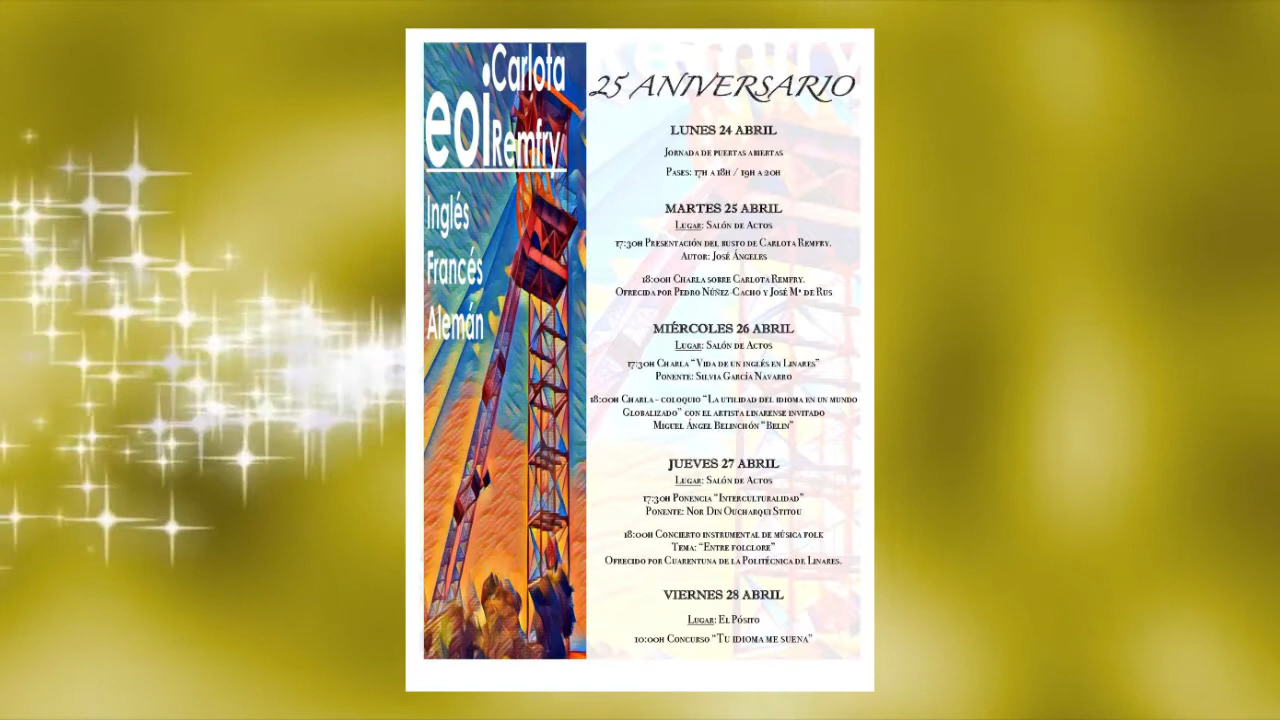 Carlota
eoi Remfry
Inglés
Francés
Alemán
Remfry
25 ANIVERSARIO
LUNES 24 ABRIL
Jornada de puertas abiertas
Pases: 17h a 18h / 19h a 20h
MARTES 25 ABRIL
Lugar: Salón de Actos
17:30h Presentación del busto de Carlota Remfry.
Autor: José Ángeles
18:00h Charla sobre Carlota Remfry.
Ofrecida por Pedro Núñez-Cacho y José Mª de Rus
MIÉRCOLES 26 ABRIL
Lugar: Salón de Actos
17:30h Charla "Vida de un inglés en Linares"
Ponente: Silvia García Navarro
18:00h Charla - coloquio "La utilidad del idioma en un mundo
Globalizado" con el artista linarense invitado
Miguel Ángel Belinchón "Belin"
JUEVES 27 ABRIL
Lugar: Salón de Actos
17:30h Ponencia "Interculturalidad"
Ponente: Nor Din Oucharqui Stitou
18:00h Concierto instrumental de música folk
Tema: "Entre folclore"
Ofrecido por Cuarentuna de la Politécnica de Linares.
VIERNES 28 ABRIL
Lugar: El Pósito
10:00h Concurso "Tu idioma me suena"